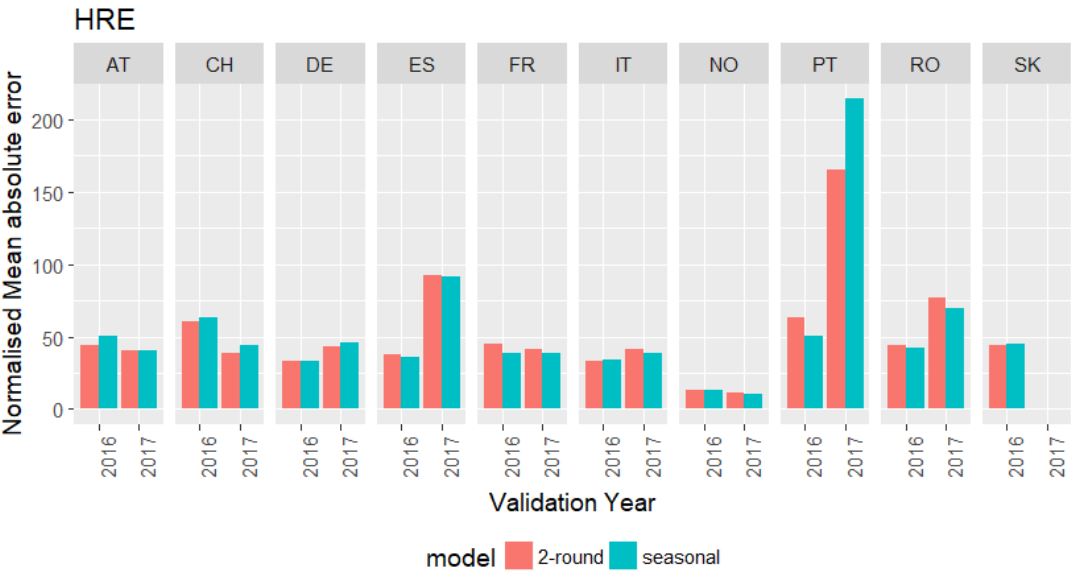 HRE
AT CH DE ES FR IT NO PT RO SK
Normalised Mean absolute error
200
150
100
50
0
2016 2017 2016 2017 2016 2017 2016 2017 2016 2017 2016 2017 2016 2017 2016 2017 2016 2017 2016 2017
Validation Year
model 2-round seasonal